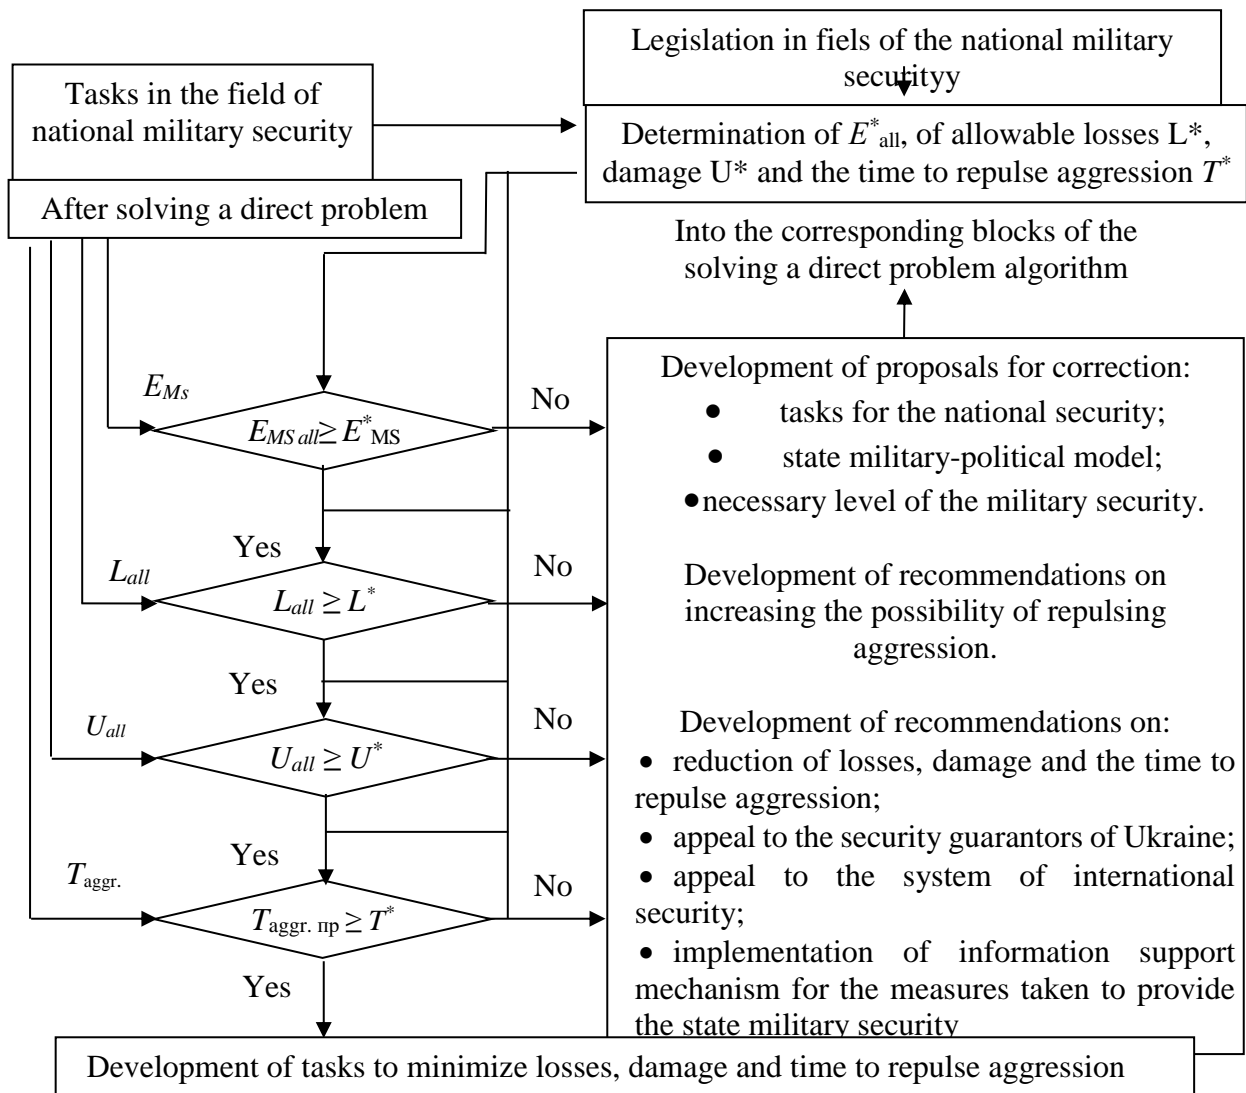 Legislation in fiels of the national military
securityy
Tasks in the field of
national military security
Determination of E*all, of allowable losses L*,
damage U* and the time to repulse aggression T*
After solving a direct problem
Into the corresponding blocks of the
solving a direct problem algorithm
EMs
EMS all ≥ E*MS
No
Yes
Lall
Lall ≥ L*
No
Yes
Uall
Uall ≥ U*
No
Yes
Taggr.
Taggr. пр ≥ T*
No
Yes
Development of proposals for correction:
• tasks for the national security;
• state military-political model;
•necessary level of the military security.
Development of recommendations on
increasing the possibility of repulsing
aggression.
Development of recommendations on:
• reduction of losses, damage and the time to
repulse aggression;
• appeal to the security guarantors of Ukraine;
• appeal to the system of international
security;
• implementation of information support
mechanism for the measures taken to provide
the state military security
Development of tasks to minimize losses, damage and time to repulse aggression